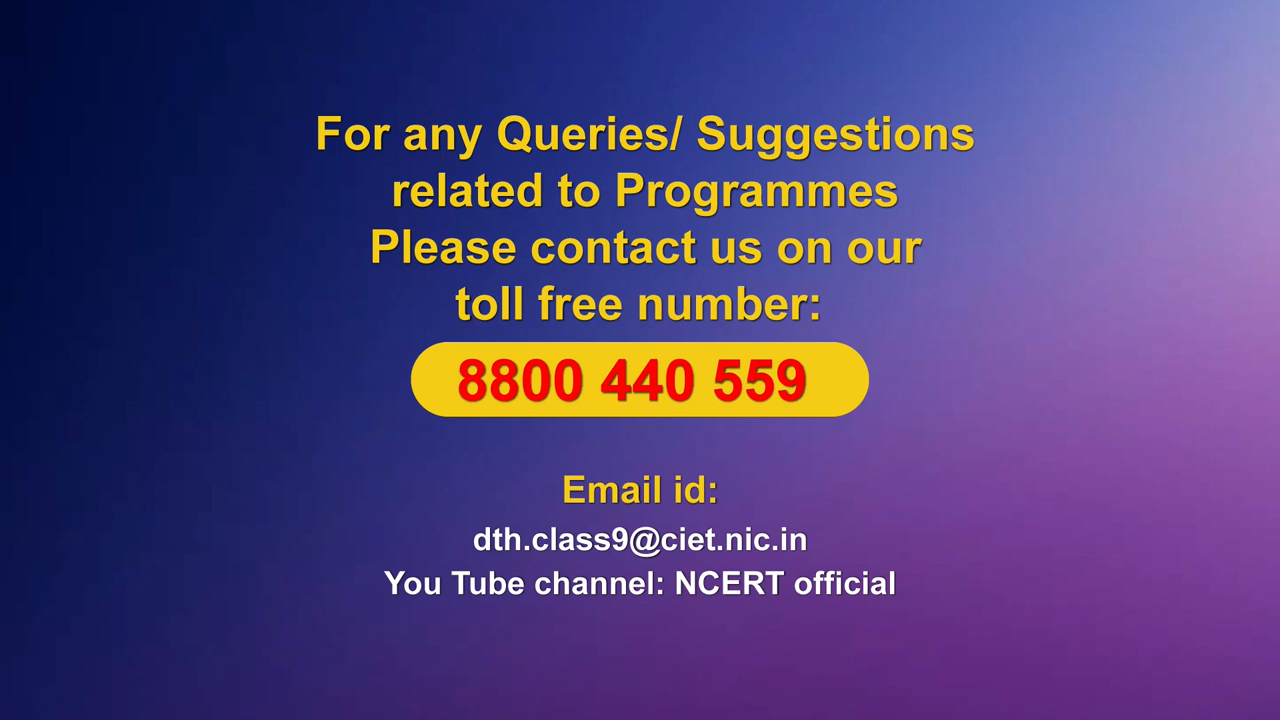 For any Queries/ Suggestions
related to Programmes
Please contact us on our
toll free number:
8800 440 559
Email id:
dth.class9@ciet.nic.in
You Tube channel: NCERT official